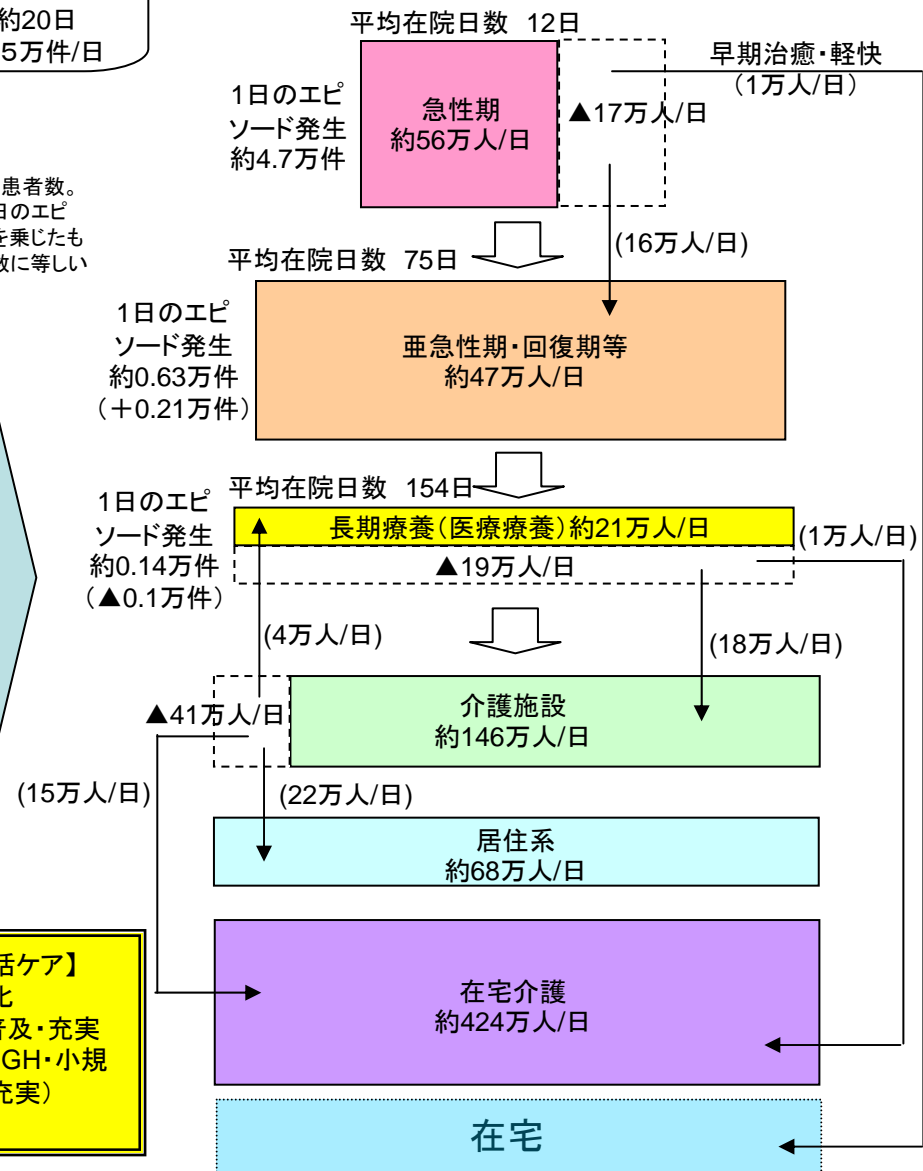 約20日
5万件/日
平均在院日数 12日
早期治癒・軽快
（1万人/日）
1日のエピ
ソード発生
約4.7万件
急性期
約56万人/日
▲17万人/日
患者数。
日のエピ
を乗じたも
数に等しい
(16万人/日)
平均在院日数 75日
1日のエピ
ソード発生
約0.63万件
（＋0.21万件）
亜急性期・回復期等
約47万人/日
平均在院日数 154日
1日のエピ
ソード発生
約0.14万件
（▲0.1万件）
長期療養（医療療養）約21万人/日
(1万人/日)
▲19万人/日
(4万人/日)
(18万人/日)
▲41万人/日
介護施設
約146万人/日
(15万人/日)
(22万人/日)
居住系
約68万人/日
括ケア】
化
普及・充実
GH・小規
充実）
在宅介護
約424万人/日
在宅